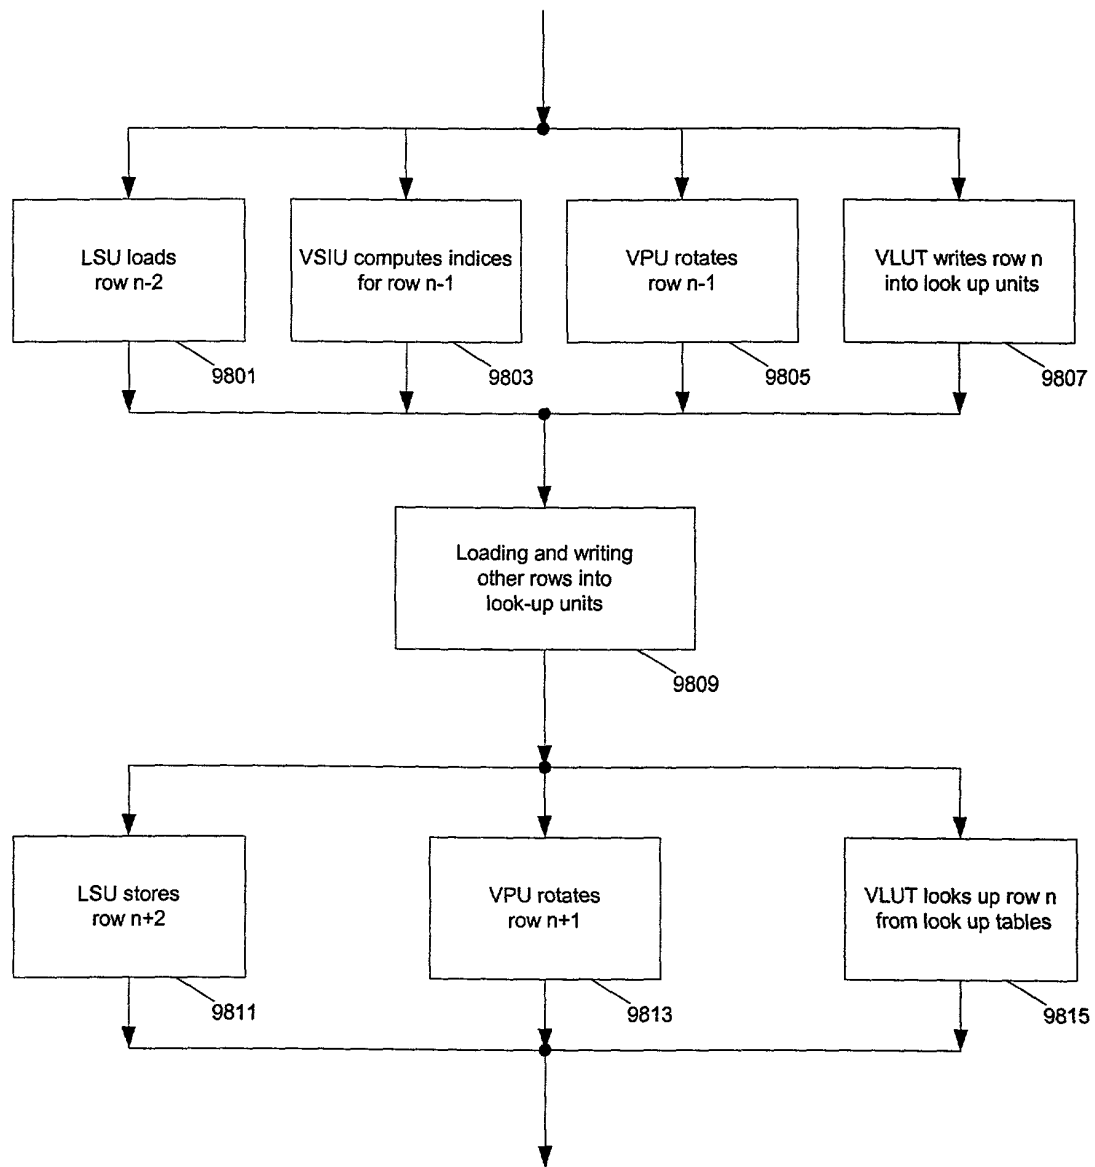 LSU loads
row n-2
9801
VSIU computes indices
for row n-1
9803
VPU rotates
row n-1
9805
VLUT writes row n
into look up units
9807
Loading and writing
other rows into
look-up units
9809
LSU stores
row n+2
9811
VPU rotates
row n+1
9813
VLUT looks up row n
from look up tables
9815